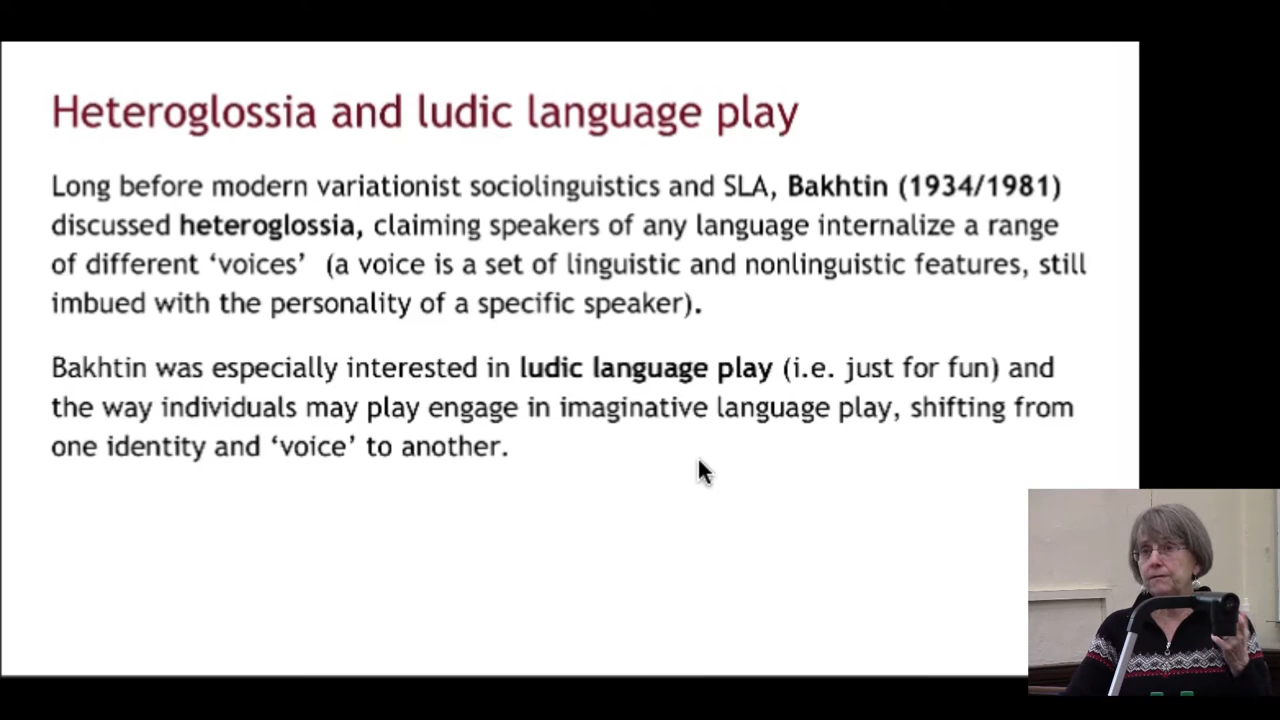 Heteroglossia and ludic language play
Long before modern variationist sociolinguistics and SLA, Bakhtin (1934/1981)
discussed heteroglossia, claiming speakers of any language internalize a range
of different ‘voices’ (a voice is a set of linguistic and nonlinguistic features, still
imbued with the personality of a specific speaker).
Bakhtin was especially interested in ludic language play (i.e. just for fun) and
the way individuals may play engage in imaginative language play, shifting from
one identity and ‘voice’ to another.